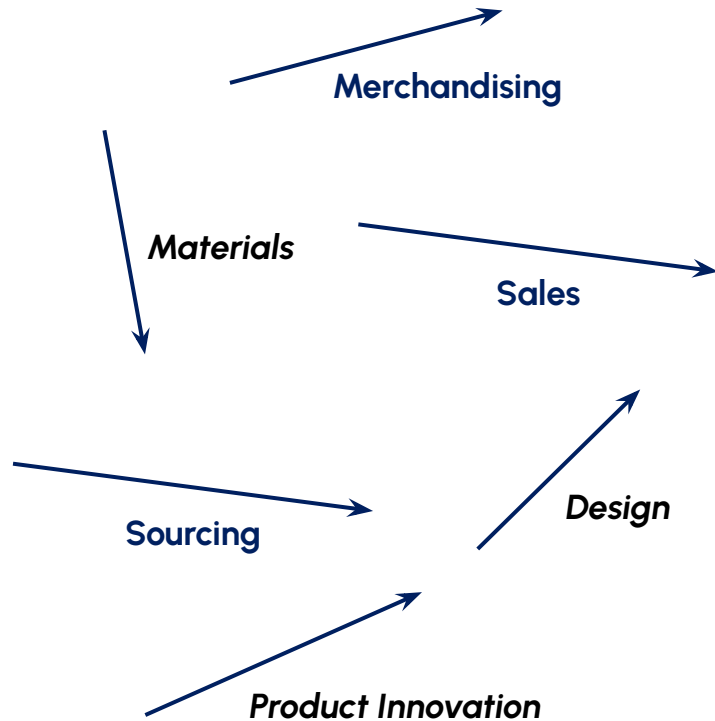 Merchandising
Materials
Sales
Design
Sourcing
Product Innovation